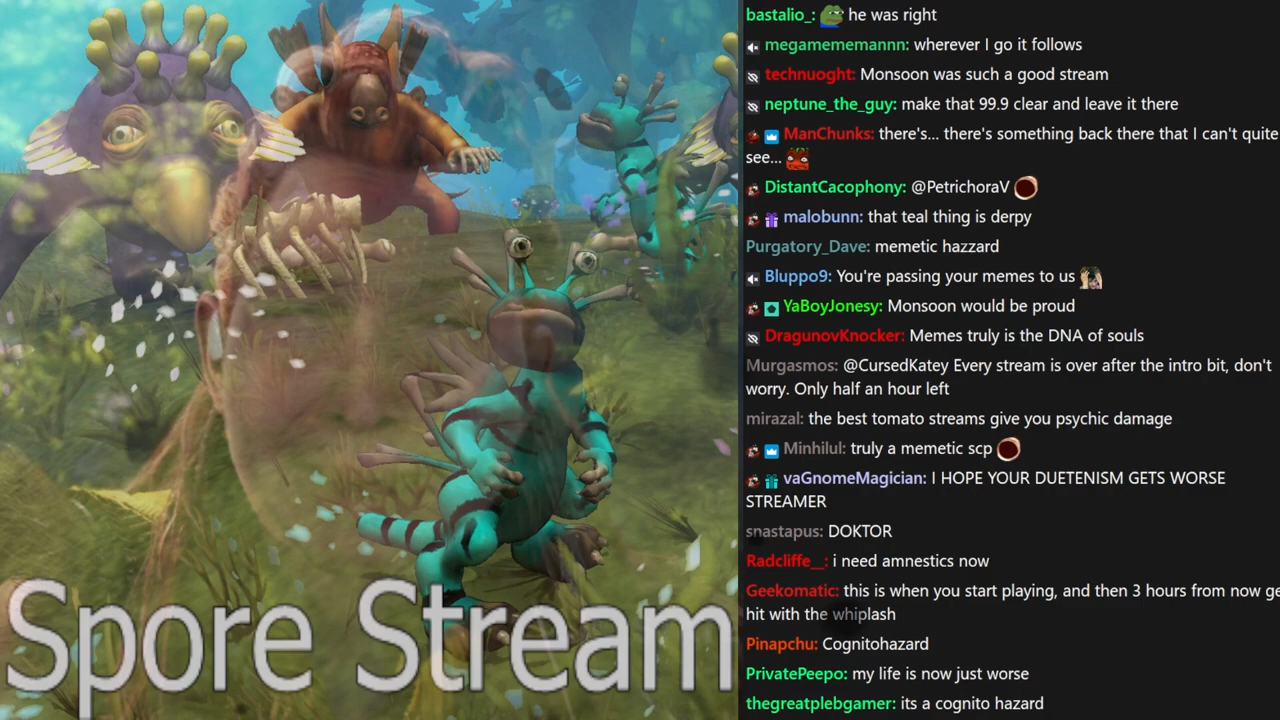 bastalio_: he was right
megamememannn: wherever I go it follows
technuoght: Monsoon was such a good stream
neptune_the_guy: make that 99.9 clear and leave it there
ManChunks: there's... there's something back there that I can't quite
see...
DistantCacophony: @PetrichoraV
malobunn: that teal thing is derpy
Purgatory_Dave: memetic hazzard
Bluppo9: You're passing your memes to us
YaBoyJonesy: Monsoon would be proud
DragunovKnocker: Memes truly is the DNA of souls
Murgasmos: @CursedKatey Every stream is over after the intro bit, don't
worry. Only half an hour left
mirazal: the best tomato streams give you psychic damage
Minhilul: truly a memetic scp
vaGnomeMagician: I HOPE YOUR DUETENISM GETS WORSE
STREAMER
snastapus: DOKTOR
Radcliffe__: i need amnestics now
Geekomatic: this is when you start playing, and then 3 hours from now ge
hit with the whiplash
Pinapchu: Cognitohazard
PrivatePeepo: my life is now just worse
thegreatplebgamer: its a cognito hazard
Spore Stream